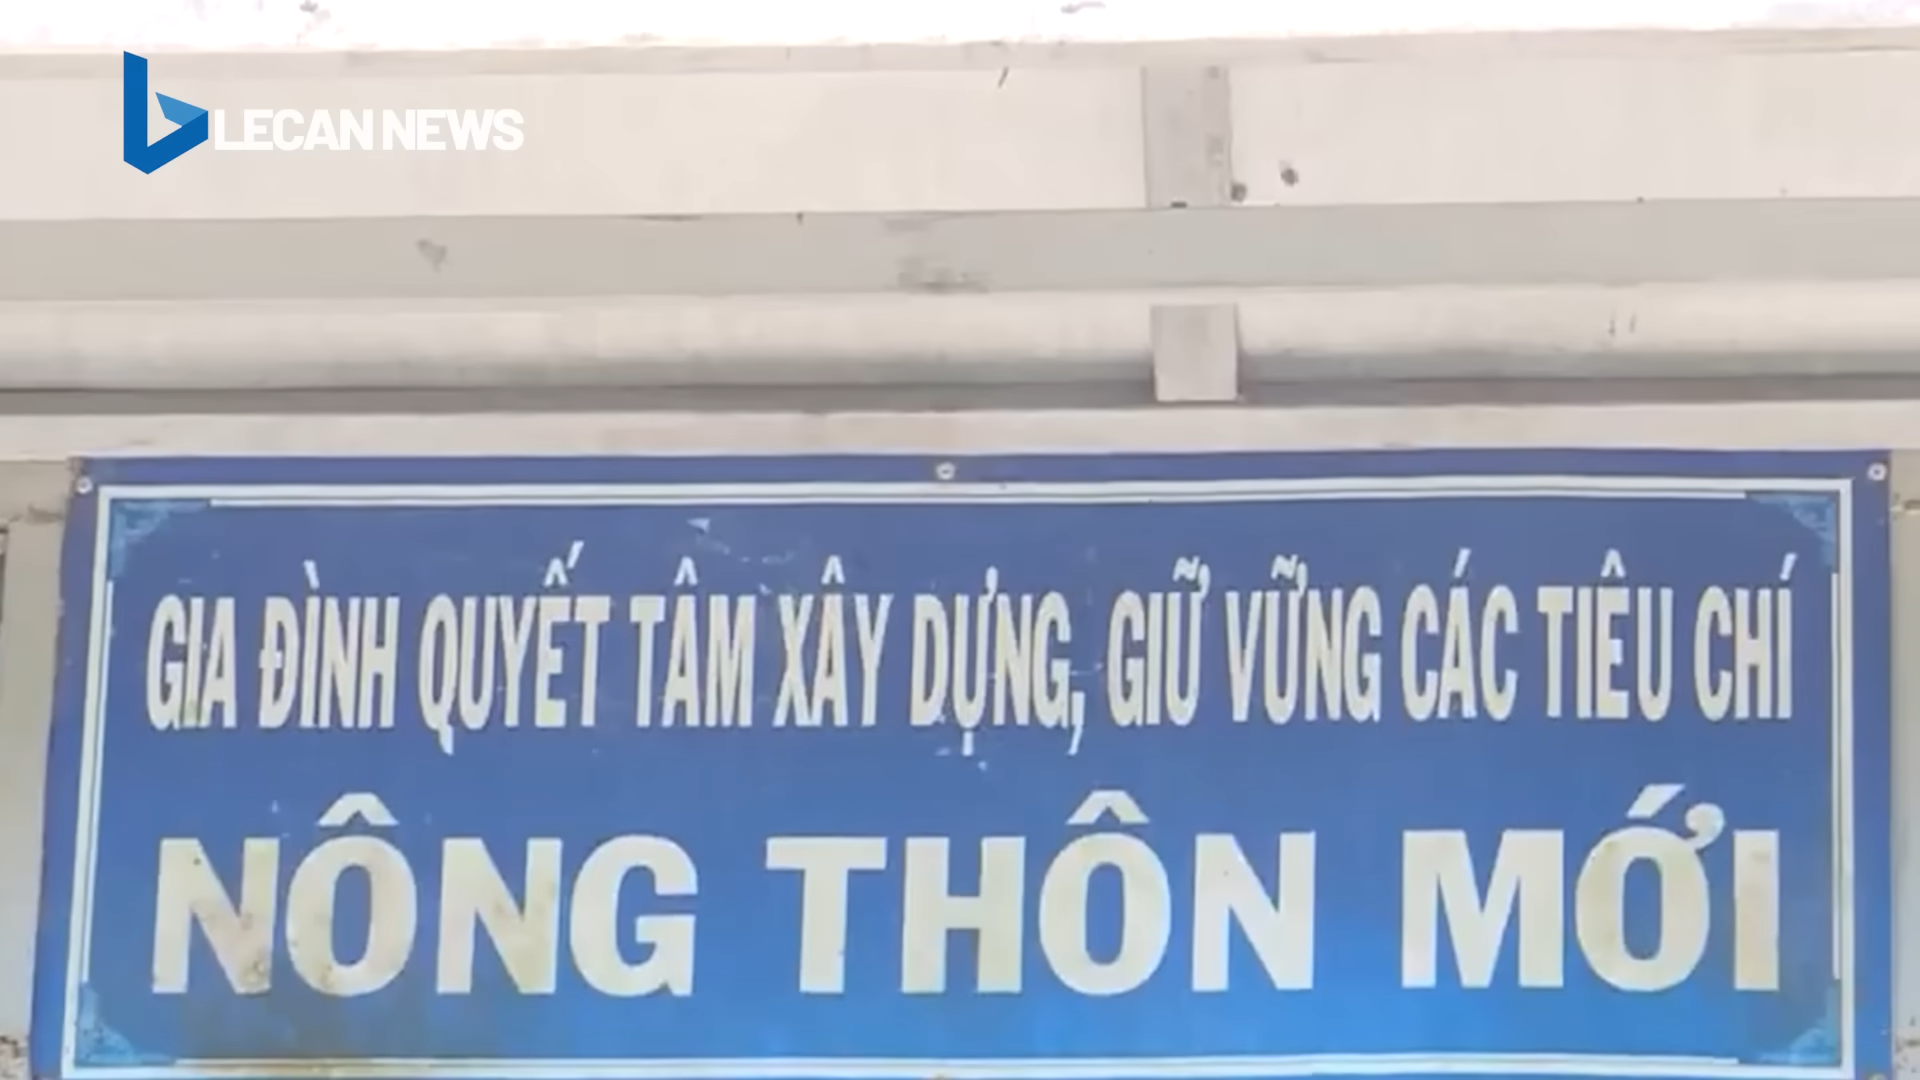 LECAN NEWS
GIA ĐÌNH QUYẾT TÂM XÂY DỰNG, GIỮ VỮNG CÁC TIÊU CHÍ
NÔNG THÔN MỚI